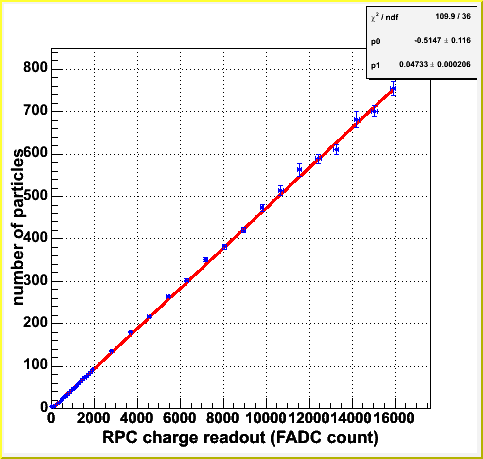 χ² / ndf 109.9 / 36
p0 -0.5147 ± 0.116
p1 0.04733 ± 0.000206
800
700
600
500
400
300
200
100
0
number of particles
0 2000 4000 6000 8000 10000 12000 14000 16000
RPC charge readout (FADC count)